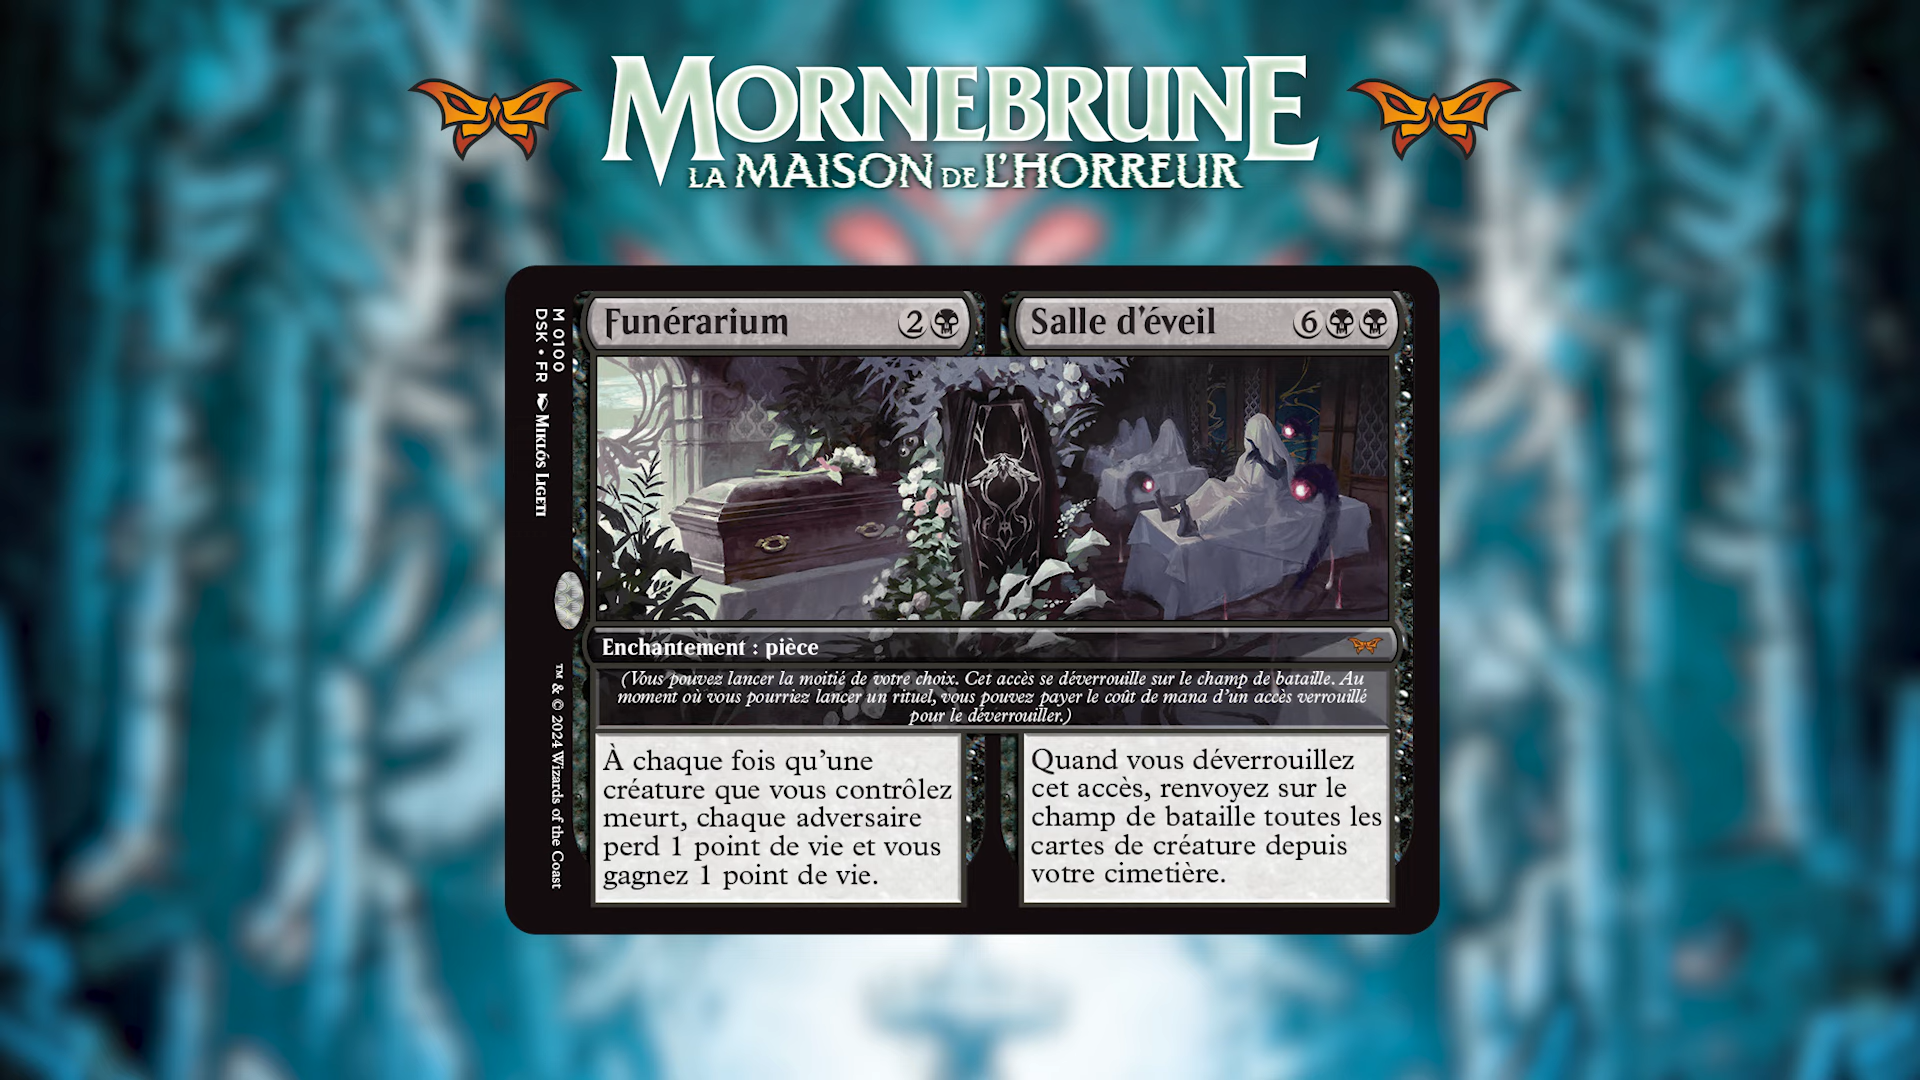 MORNEBRUNE
LA MAISON DE L'HORREUR
Funérarium 2
Salle d'éveil 6
M 0100
DSK • FR Miklós Ligeti
™ & © 2024 Wizards of the Coast
Enchantement : pièce
(Vous pouvez lancer la moitié de votre choix. Cet accès se déverrouille sur le champ de bataille. Au
moment où vous pourriez lancer un rituel, vous pouvez payer le coût de mana d'un accès verrouillé
pour le déverrouiller.)
À chaque fois qu'une
créature que vous contrôlez
meurt, chaque adversaire
perd 1 point de vie et vous
gagnez 1 point de vie.
Quand vous déverrouillez
cet accès, renvoyez sur le
champ de bataille toutes les
cartes de créature depuis
votre cimetière.